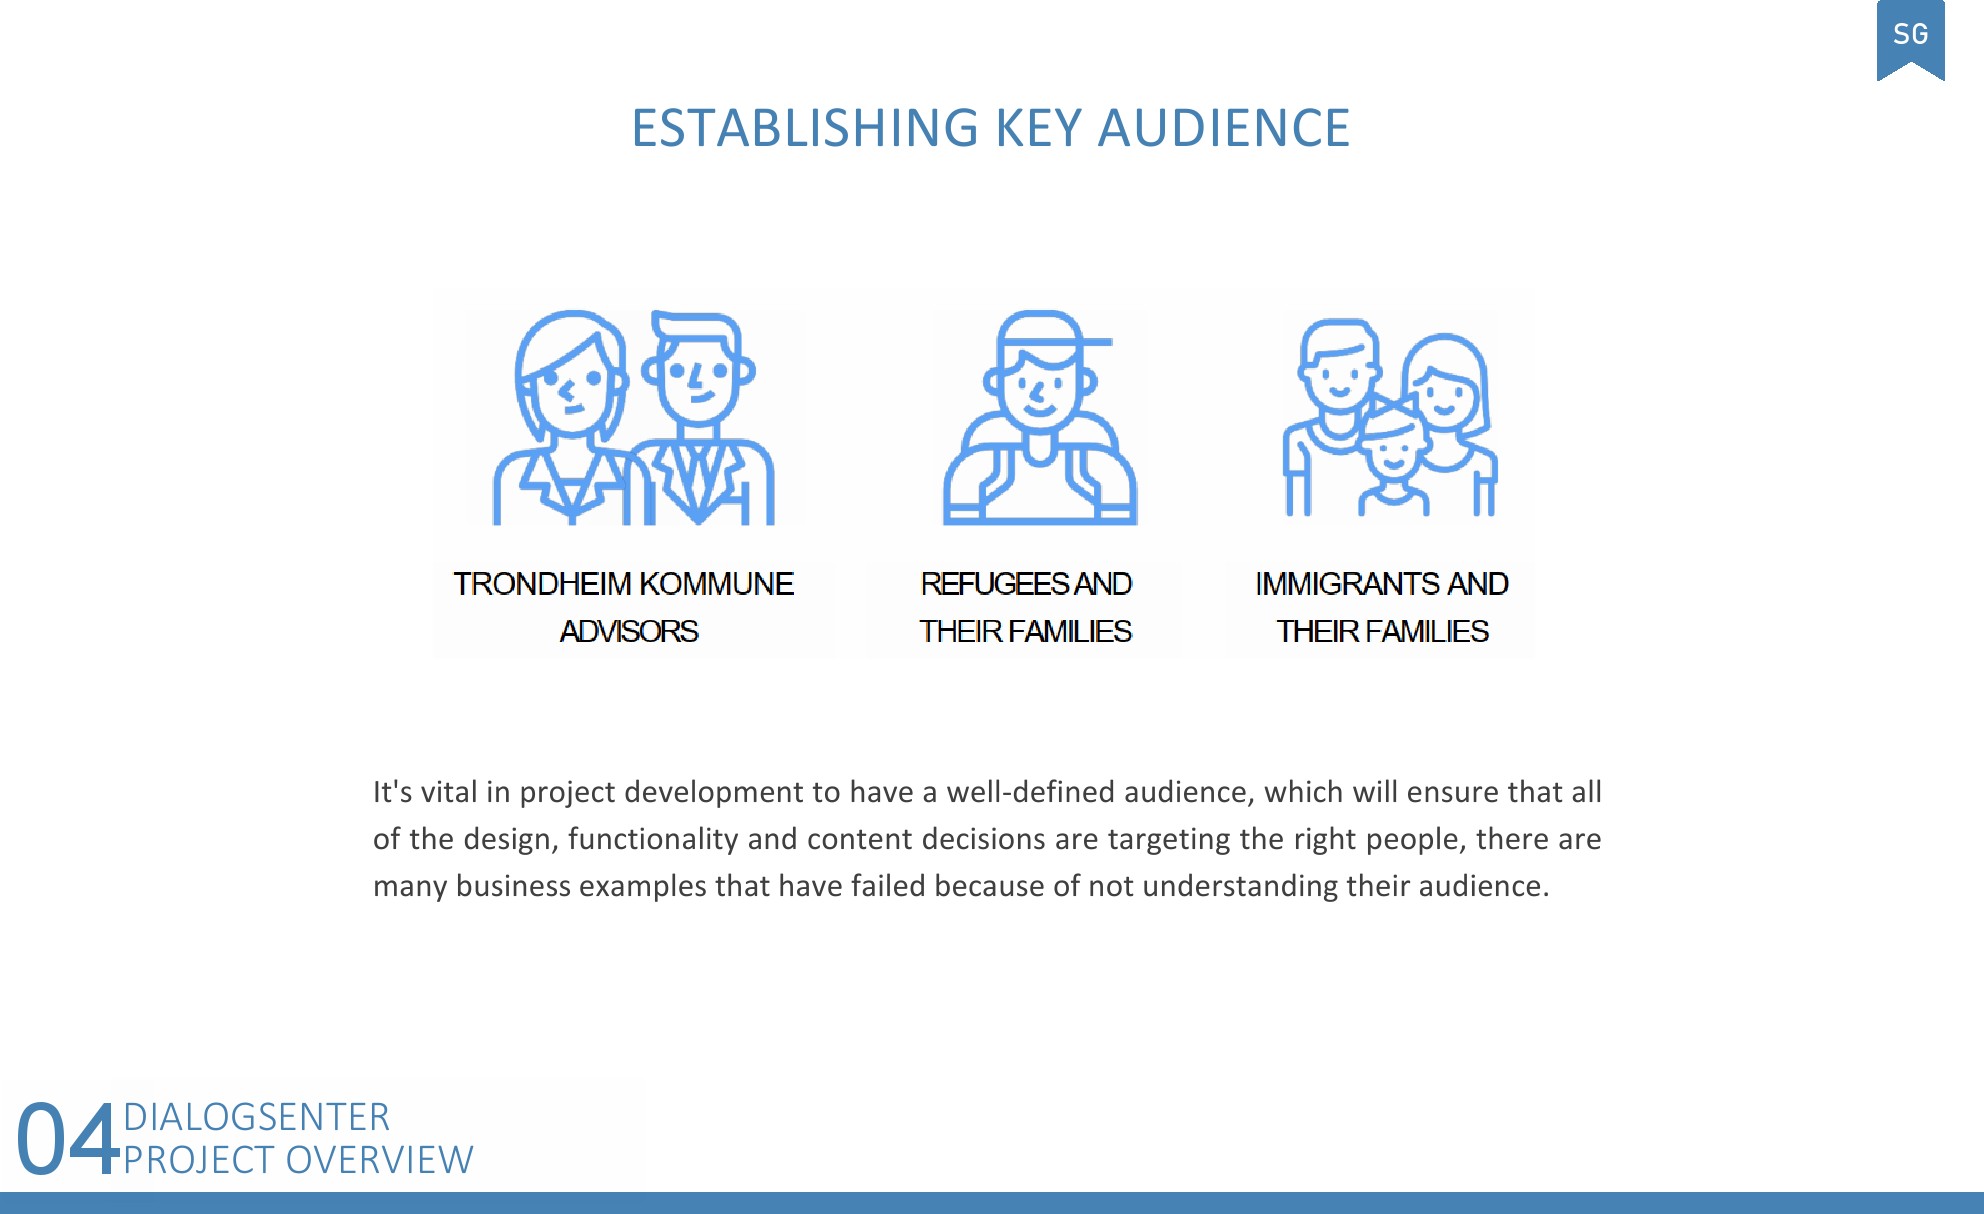 SG
ESTABLISHING KEY AUDIENCE
TRONDHEIM KOMMUNE
ADVISORS
REFUGEES AND
THEIR FAMILIES
IMMIGRANTS AND
THEIR FAMILIES
It's vital in project development to have a well-defined audience, which will ensure that all
of the design, functionality and content decisions are targeting the right people, there are
many business examples that have failed because of not understanding their audience.
04
DIALOGSENTER
PROJECT OVERVIEW